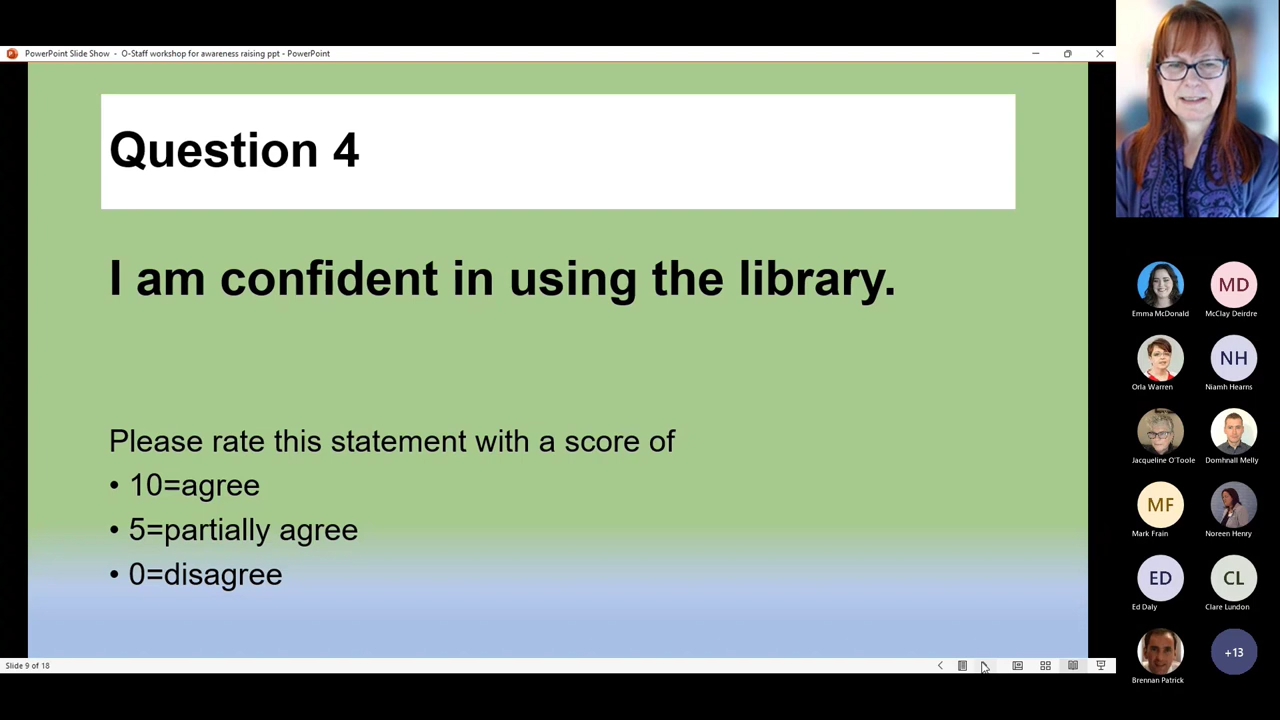 PowerPoint Slide Show - O-Staff workshop for awareness raising ppt - PowerPoint
Question 4
I am confident in using the library.
Please rate this statement with a score of
• 10=agree
• 5=partially agree
• 0=disagree
Slide 9 of 18
Emma McDonald
MD
McClay Deirdre
Orla Warren
NH
Niamh Hearns
Jacqueline O'Toole
Domhnall Melly
MF
Mark Frain
Noreen Henry
ED
Ed Daly
CL
Clare Lundon
Brennan Patrick
+13